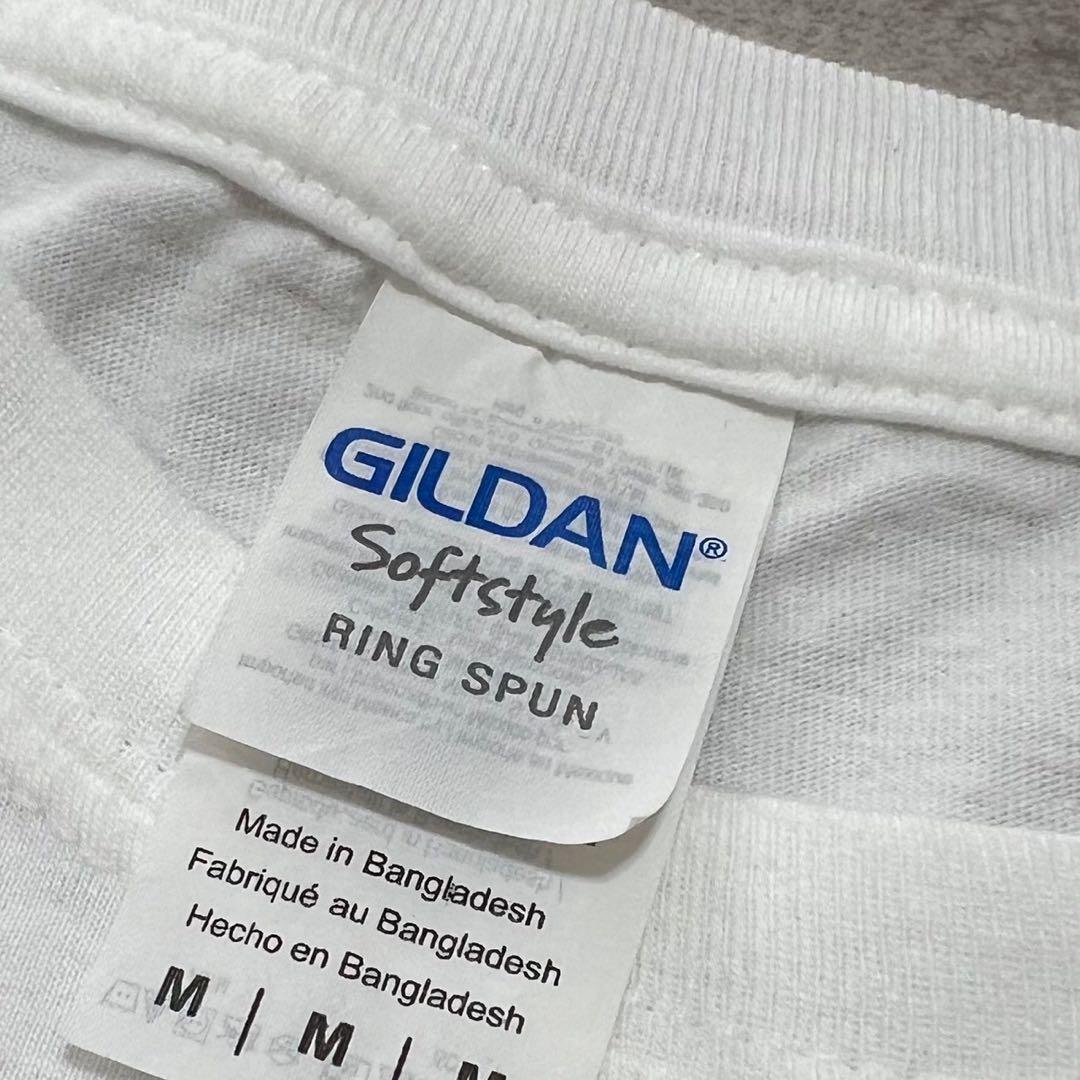 GILDAN®
Softstyle
RING SPUN
Made in Bangladesh
Fabriqué au Bangladesh
Hecho en Bangladesh
M | M | M